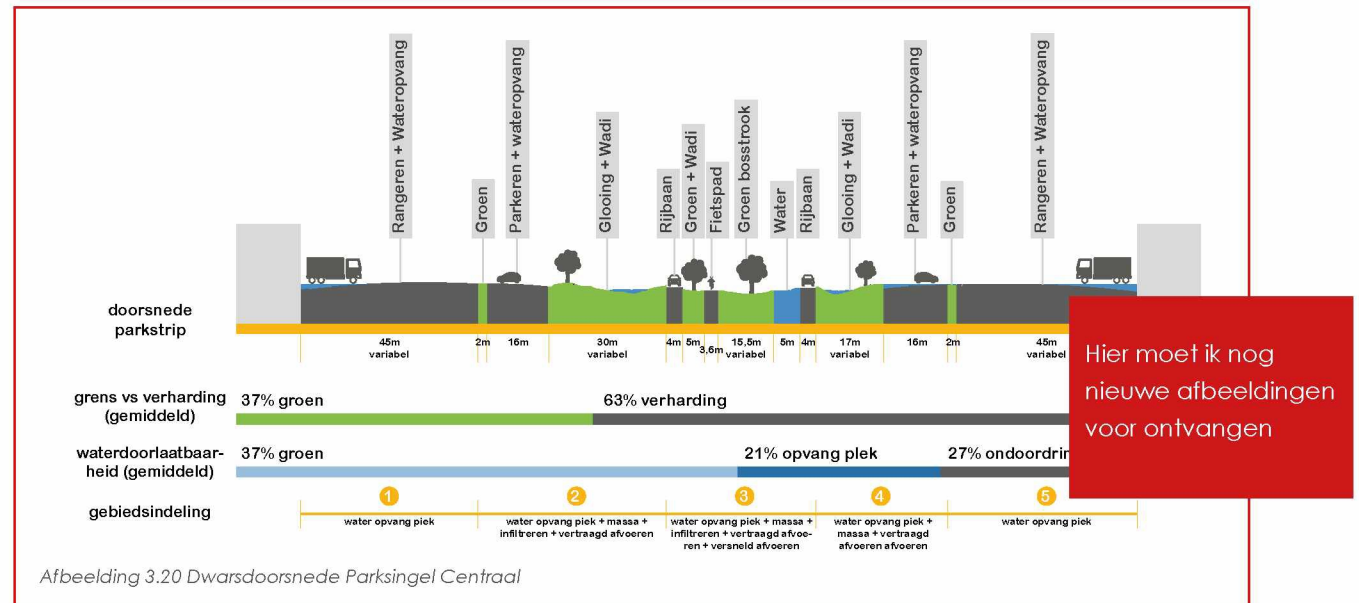 Rangeren + Wateropvang
Groen
Parkeren + wateropvang
Glooing + Wadi
Rijbaan
Groen + Wadi
Fietspad
Groen bosstrook
Water
Rijbaan
Glooing + Wadi
Parkeren + wateropvang
Groen
Rangeren + Wateropvang
doorsnede
parkstrip
45m
variabel
2m
16m
30m
variabel
4m
5m
3,6m
15,5m
variabel
5m
4m
17m
variabel
16m
2m
45m
variabel
Hier moet ik nog
nieuwe afbeeldingen
voor ontvangen
grens vs verharding
(gemiddeld)
37% groen
63% verharding
waterdoorlaatbaar-
heid (gemiddeld)
37% groen
21% opvang plek
27%
gebiedsindeling
1
water opvang piek
2
water opvang piek + massa +
infiltreren + vertraagd afvoeren
3
water opvang piek + massa +
infiltreren + vertraagd afvoe-
ren + versneld afvoeren
4
water opvang piek +
massa + vertraagd
afvoeren afvoeren
5
water opvang piek
Afbeelding 3.20 Dwarsdoorsnede Parksingel Centraal